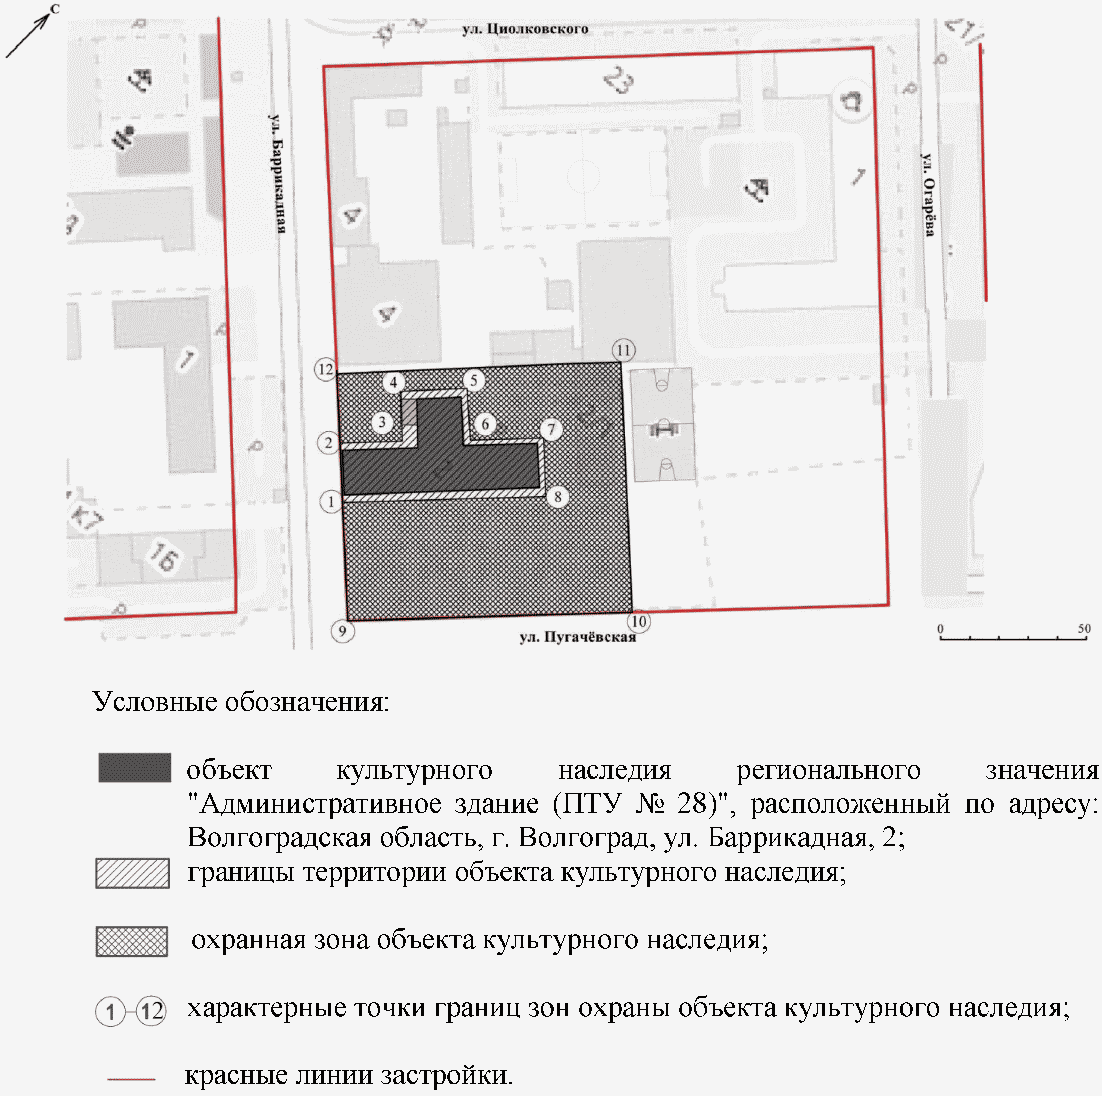 С
ул. Циолковского
21/
23
ул. Баррикадная
ул. Огарёва
1
4
4
1
11
12
4
5
3
6
7
2
1
8
К7
16
9
10
ул. Пугачёвская
0 50
Условные обозначения:
объект культурного наследия регионального значения
"Административное здание (ПТУ № 28)", расположенный по адресу:
Волгоградская область, г. Волгоград, ул. Баррикадная, 2;
границы территории объекта культурного наследия;
охранная зона объекта культурного наследия;
1-12 характерные точки границ зон охраны объекта культурного наследия;
красные линии застройки.